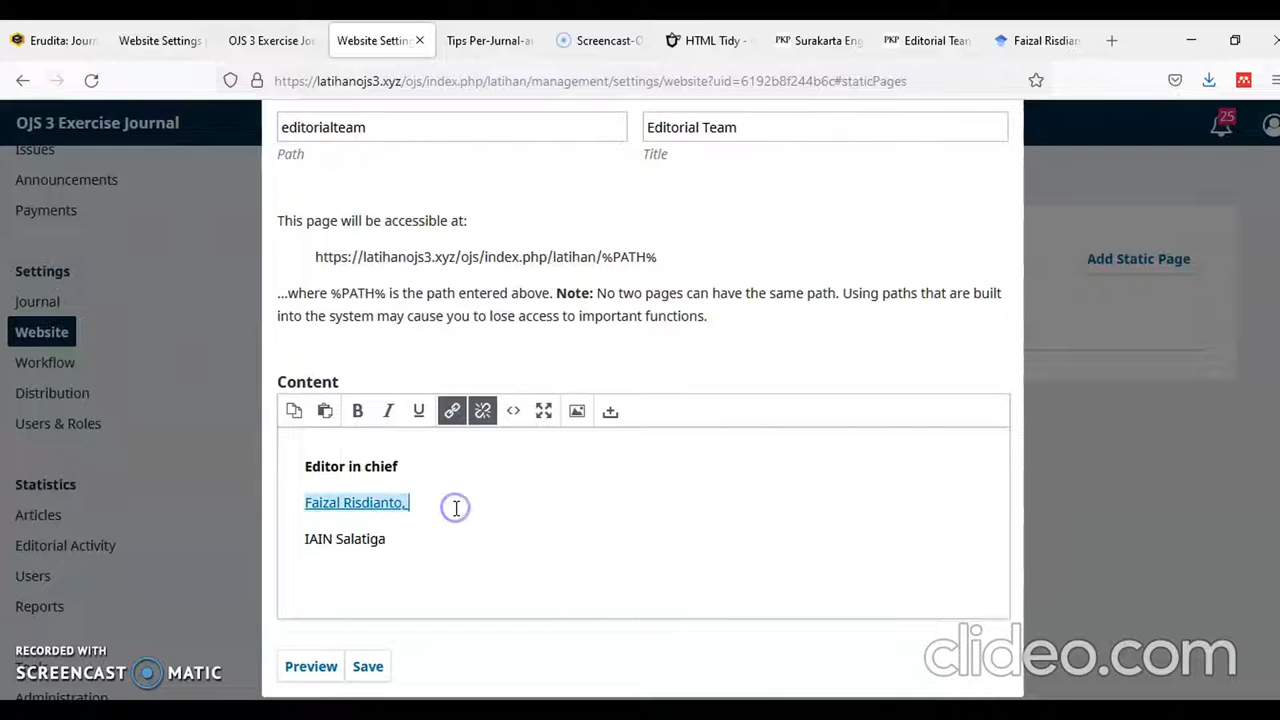 Erudita: Jour
Website Settings
OJS 3 Exercise Jo
Website Settin
Tips Per-Jurnal-a
Screencast-O
HTML Tidy -
PKP Surakarta Eng
PKP Editorial Tea
Faizal Risdian
https://latihanojs3.xyz/ojs/index.php/latihan/management/settings/website?uid=6192b8f244b6c#staticPages
OJS 3 Exercise Journal
25
Issues
Announcements
Payments
Settings
Journal
Website
Workflow
Distribution
Users & Roles
Statistics
Articles
Editorial Activity
Users
Reports
Administration
editorialteam
Editorial Team
Path
Title
This page will be accessible at:
https://latihanojs3.xyz/ojs/index.php/latihan/%PATH%
...where %PATH% is the path entered above. Note: No two pages can have the same path. Using paths that are built
into the system may cause you to lose access to important functions.
Add Static Page
Content
B I U
Editor in chief
Faizal Risdianto,
IAIN Salatiga
Preview
Save
RECORDED WITH
SCREENCAST MATIC
clideo.com